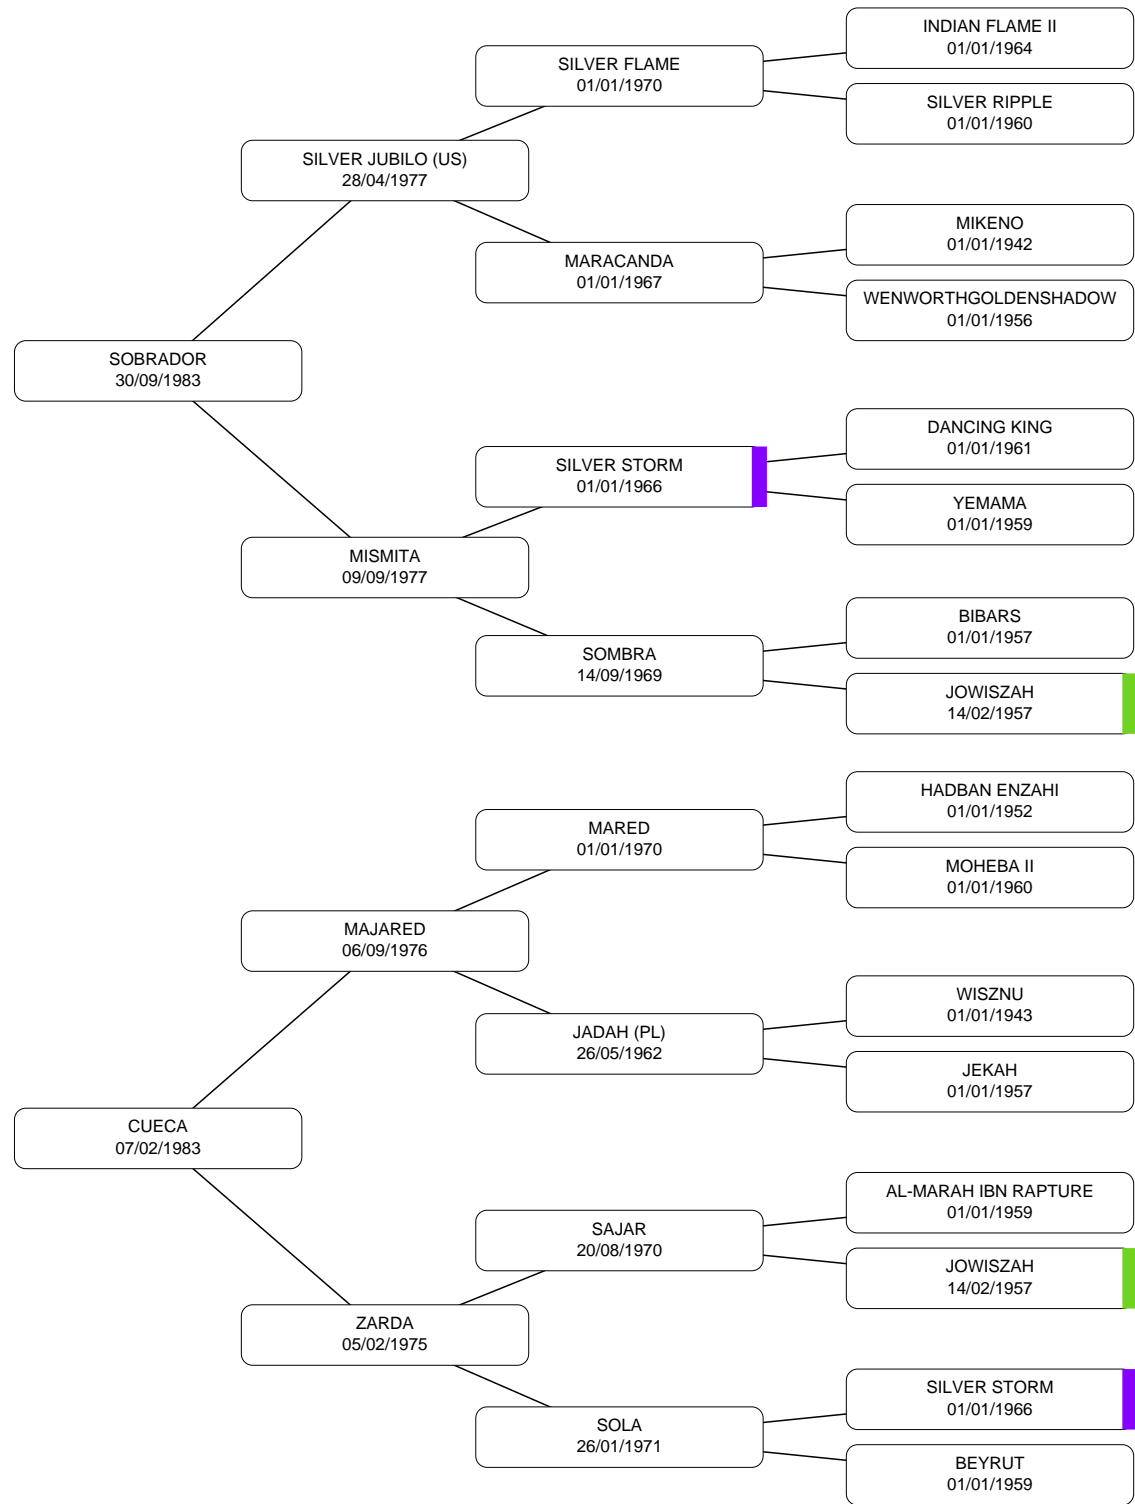 INDIAN FLAME II
01/01/1964
SILVER FLAME
01/01/1970
SILVER RIPPLE
01/01/1960
SILVER JUBILO (US)
28/04/1977
MIKENO
01/01/1942
MARACANDA
01/01/1967
WENWORTHGOLDENSHADOW
01/01/1956
SOBRADOR
30/09/1983
DANCING KING
01/01/1961
SILVER STORM
01/01/1966
YEMAMA
01/01/1959
MISMITA
09/09/1977
BIBARS
01/01/1957
SOMBRA
14/09/1969
JOWISZAH
14/02/1957
HADBAN ENZAHI
01/01/1952
MARED
01/01/1970
MOHEBA II
01/01/1960
MAJARED
06/09/1976
WISZNU
01/01/1943
JADAH (PL)
26/05/1962
JEKAH
01/01/1957
CUECA
07/02/1983
AL-MARAH IBN RAPTURE
01/01/1959
SAJAR
20/08/1970
JOWISZAH
14/02/1957
ZARDA
05/02/1975
SILVER STORM
01/01/1966
SOLA
26/01/1971
BEYRUT
01/01/1959